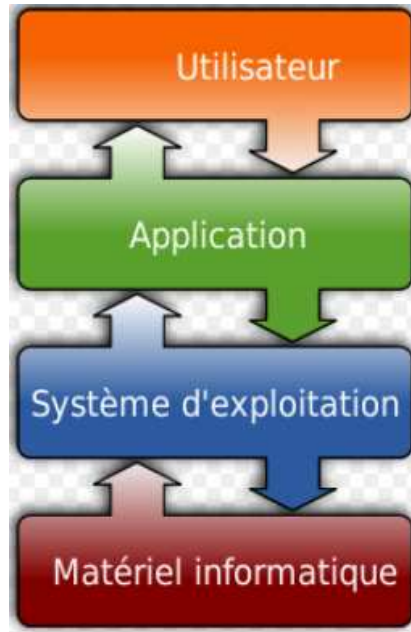 Utilisateur
Application
Système d'exploitation
Matériel informatique